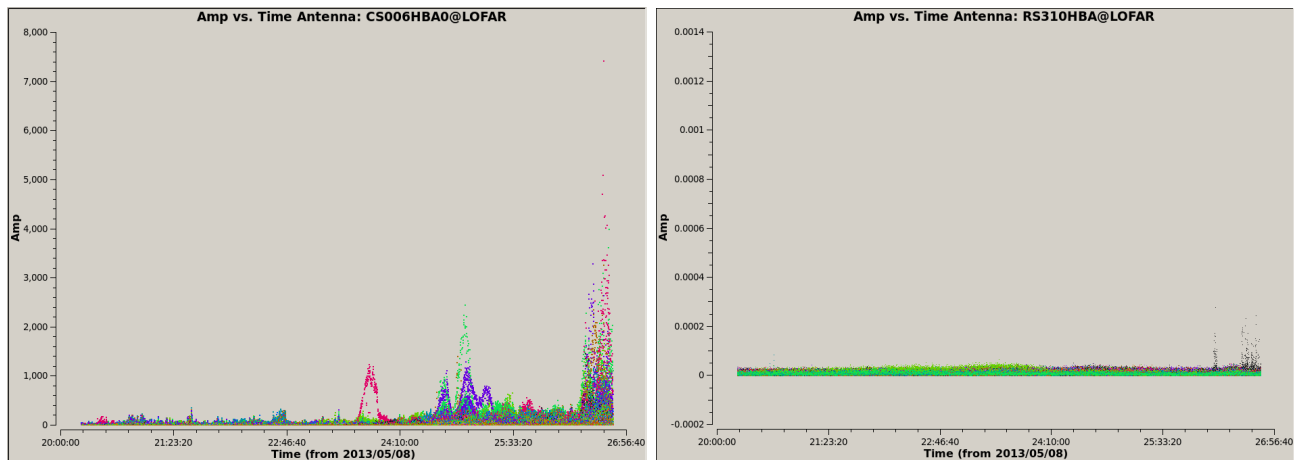 Amp vs. Time Antenna: CS006HBA0@LOFAR
8,000
7,000
6,000
5,000
4,000
3,000
2,000
1,000
0
Amp
20:00:00 21:23:20 22:46:40 24:10:00 25:33:20 26:56:40
Time (from 2013/05/08)
Amp vs. Time Antenna: RS310HBA@LOFAR
0.0014
0.0012
0.001
0.0008
0.0006
0.0004
0.0002
0
-0.0002
Amp
20:00:00 21:23:20 22:46:40 24:10:00 25:33:20 26:56:40
Time (from 2013/05/08)